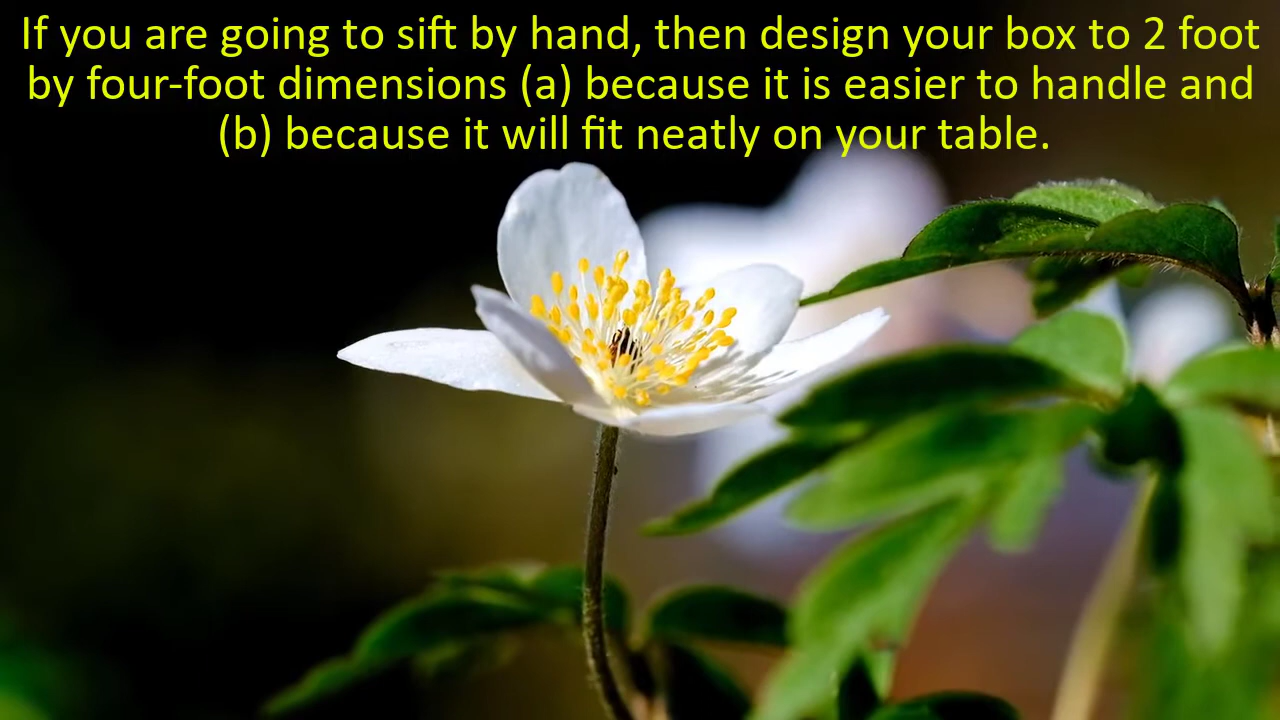 If you are going to sift by hand, then design your box to 2 foot
by four-foot dimensions (a) because it is easier to handle and
(b) because it will fit neatly on your table.